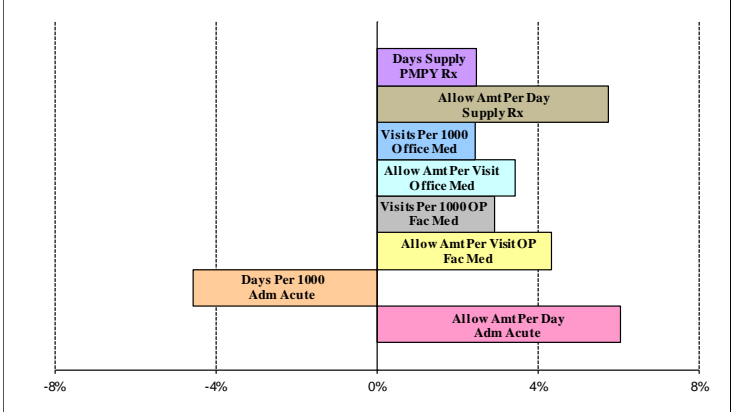 Days Supply
PMPY Rx
Allow Amt Per Day
Supply Rx
Visits Per 1000
Office Med
Allow Amt Per Visit
Office Med
Visits Per 1000 OP
Fac Med
Allow Amt Per Visit OP
Fac Med
Days Per 1000
Adm Acute
Allow Amt Per Day
Adm Acute
-8% -4% 0% 4% 8%